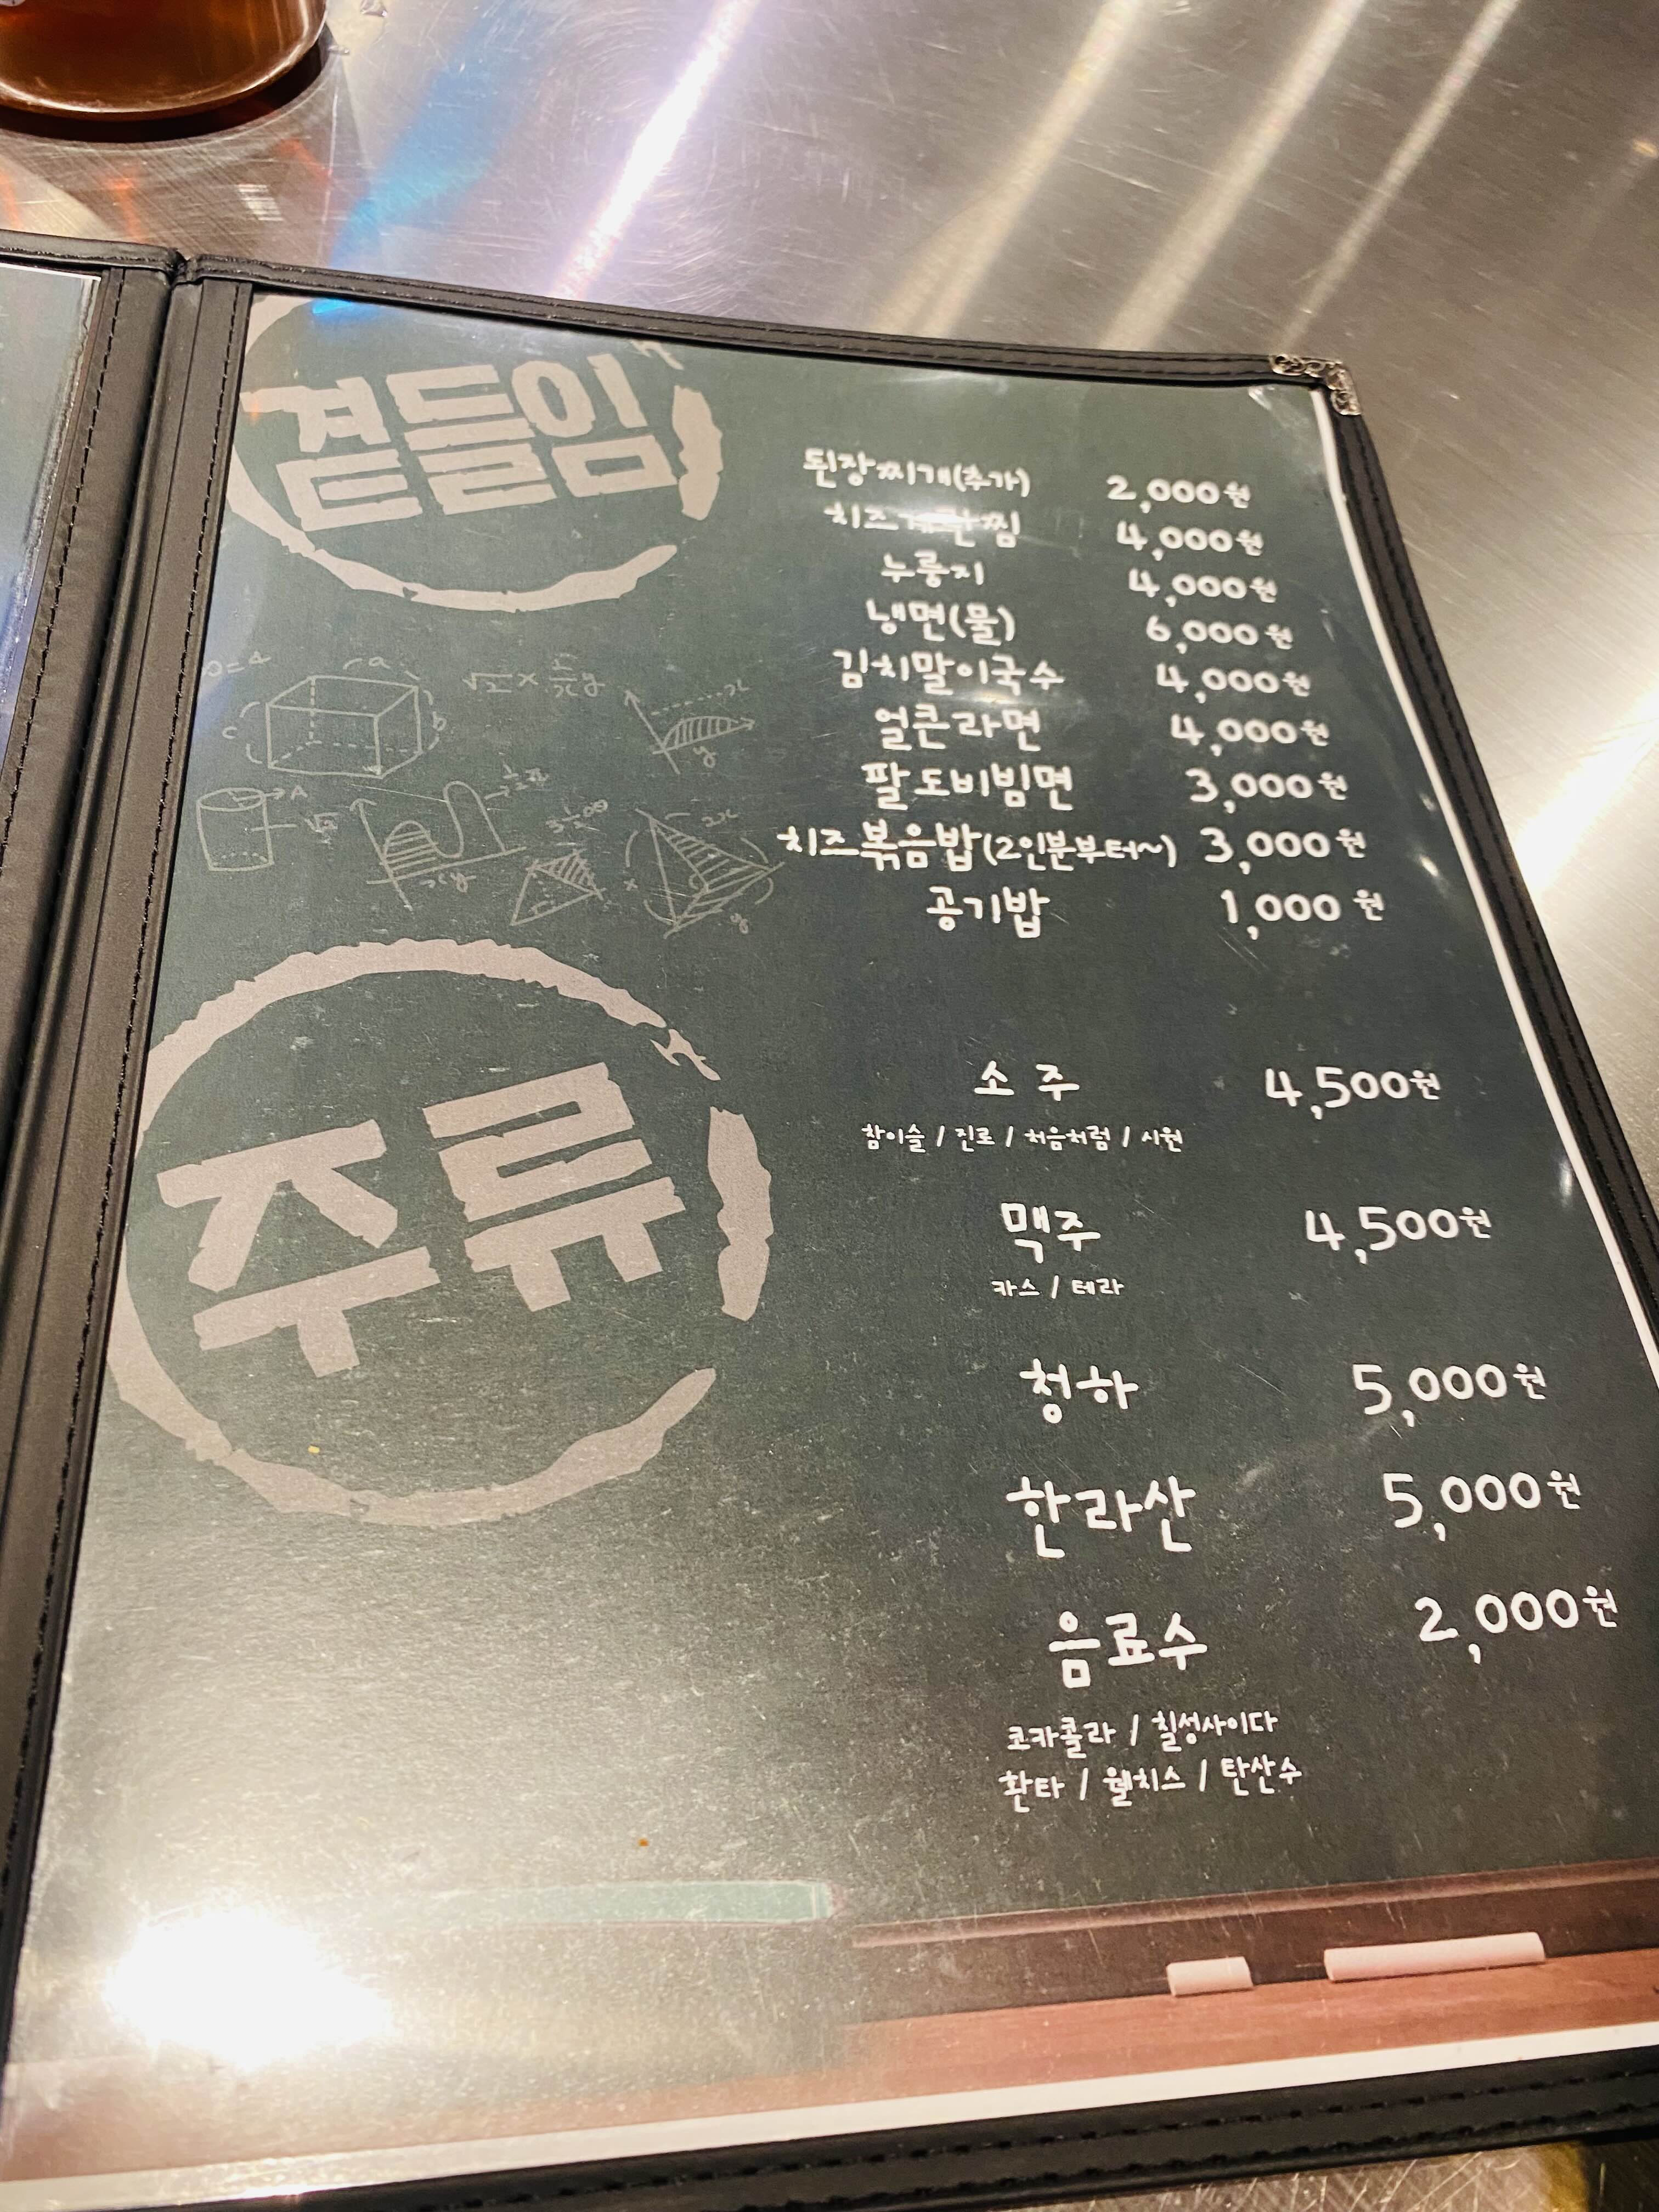 곁들임
된장찌개(추가) 2,000원
치즈계란찜 4,000원
누룽지 4,000원
냉면(물) 6,000원
김치말이국수 4,000원
얼큰라면 4,000원
팔도비빔면 3,000원
치즈볶음밥(2인분부터~) 3,000원
공기밥 1,000원
주류
소주 4,500원
참이슬 / 진로 / 처음처럼 / 시원
맥주 4,500원
카스 / 테라
청하 5,000원
한라산 5,000원
음료수 2,000원
코카콜라 / 칠성사이다
환타 / 웰치스 / 탄산수